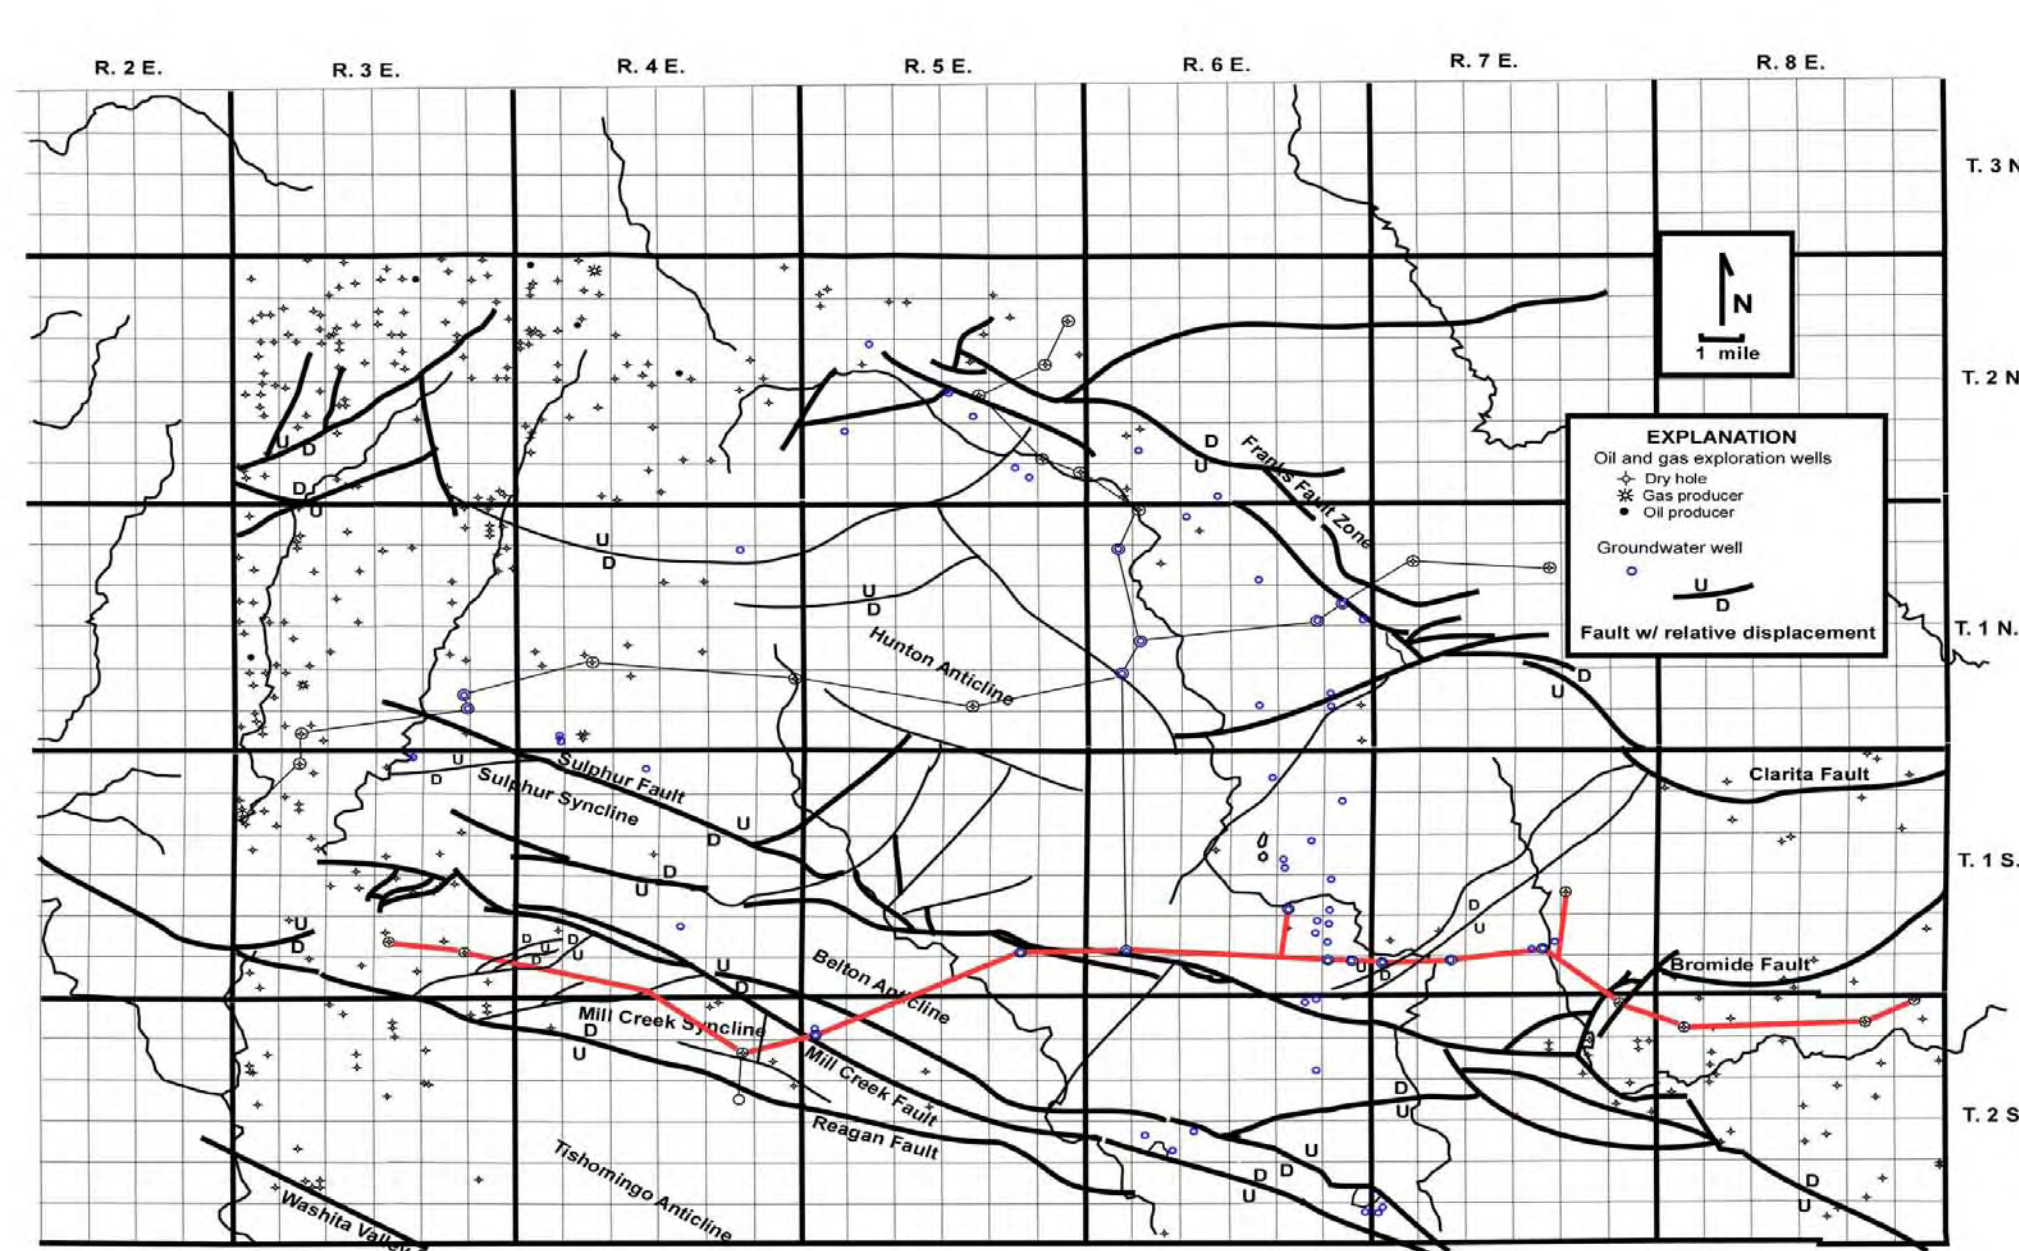 R. 2 E.
R. 3 E.
R. 4 E.
R. 5 E.
R. 6 E.
R. 7 E.
R. 8 E.
T. 3 N
N
1 mile
T. 2 N
EXPLANATION
Oil and gas exploration wells
Dry hole
Gas producer
Oil producer
Groundwater well
U
D
Fault w/ relative displacement
D
U
Franks Fault Zone
U
D
D
U
U
D
U
D
Hunton Anticline
T. 1 N.
D
U
Sulphur Fault
U
D
Sulphur Syncline
U
D
Clarita Fault
D
U
T. 1 S.
D
U
U
D
D
U
D
U
D
Belton Anticline
U
D
U
D
Bromide Fault
Mill Creek Syncline
D
U
Mill Creek Fault
Reagan Fault
D
U
T. 2 S
Tishomingo Anticline
U
D
D
U
D
U
Washita Valley